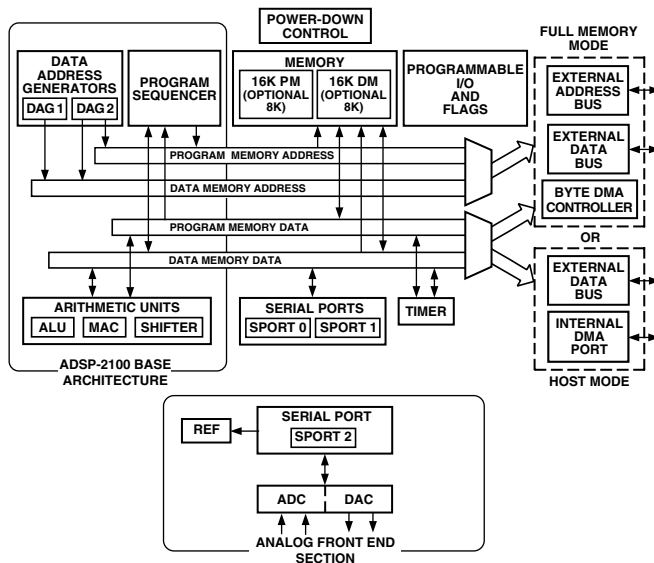 POWER-DOWN
CONTROL
FULL MEMORY
MODE
DATA
ADDRESS
GENERATORS
DAG 1
DAG 2
PROGRAM
SEQUENCER
MEMORY
16K PM
(OPTIONAL
8K)
16K DM
(OPTIONAL
8K)
PROGRAMMABLE
I/O
AND
FLAGS
EXTERNAL
ADDRESS
BUS
EXTERNAL
DATA
BUS
BYTE DMA
CONTROLLER
OR
EXTERNAL
DATA
BUS
INTERNAL
DMA
PORT
HOST MODE
PROGRAM MEMORY ADDRESS
DATA MEMORY ADDRESS
PROGRAM MEMORY DATA
DATA MEMORY DATA
ARITHMETIC UNITS
ALU
MAC
SHIFTER
SERIAL PORTS
SPORT 0
SPORT 1
TIMER
ADSP-2100 BASE
ARCHITECTURE
REF
SERIAL PORT
SPORT 2
ADC
DAC
ANALOG FRONT END
SECTION